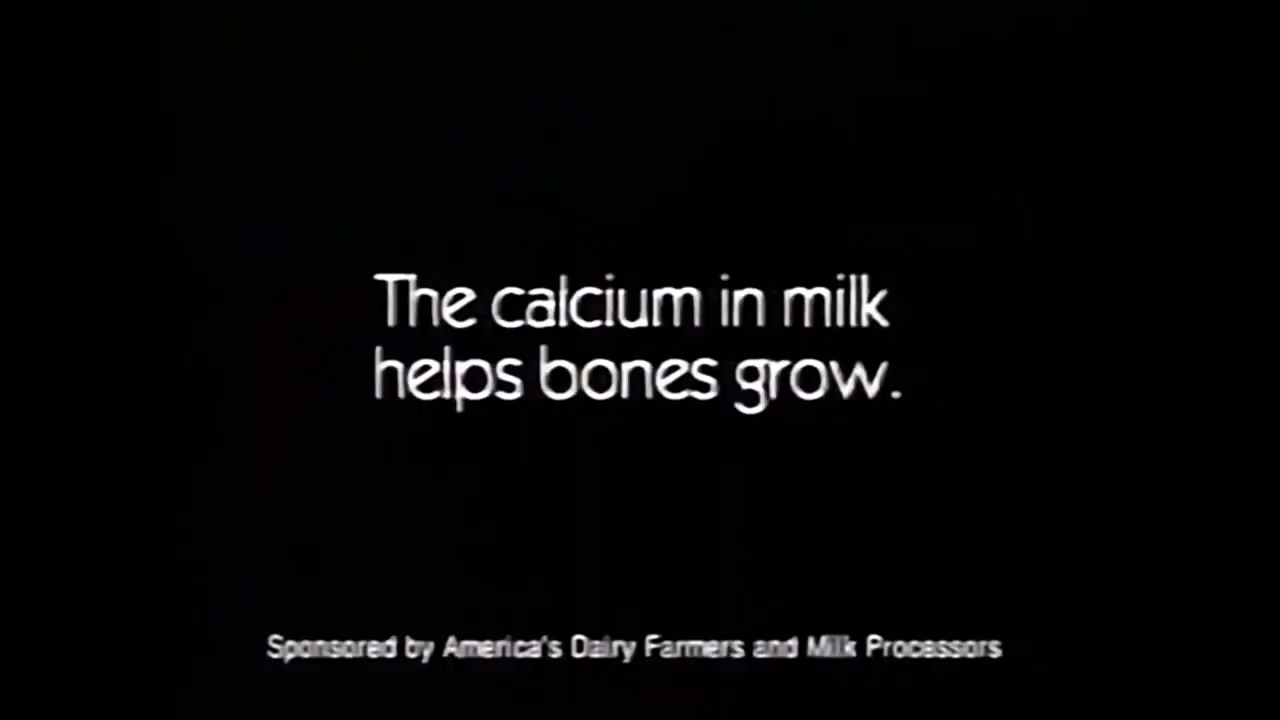 The calcium in milk
helps bones grow.
Sponsored by America's Dairy Farmers and Milk Processors